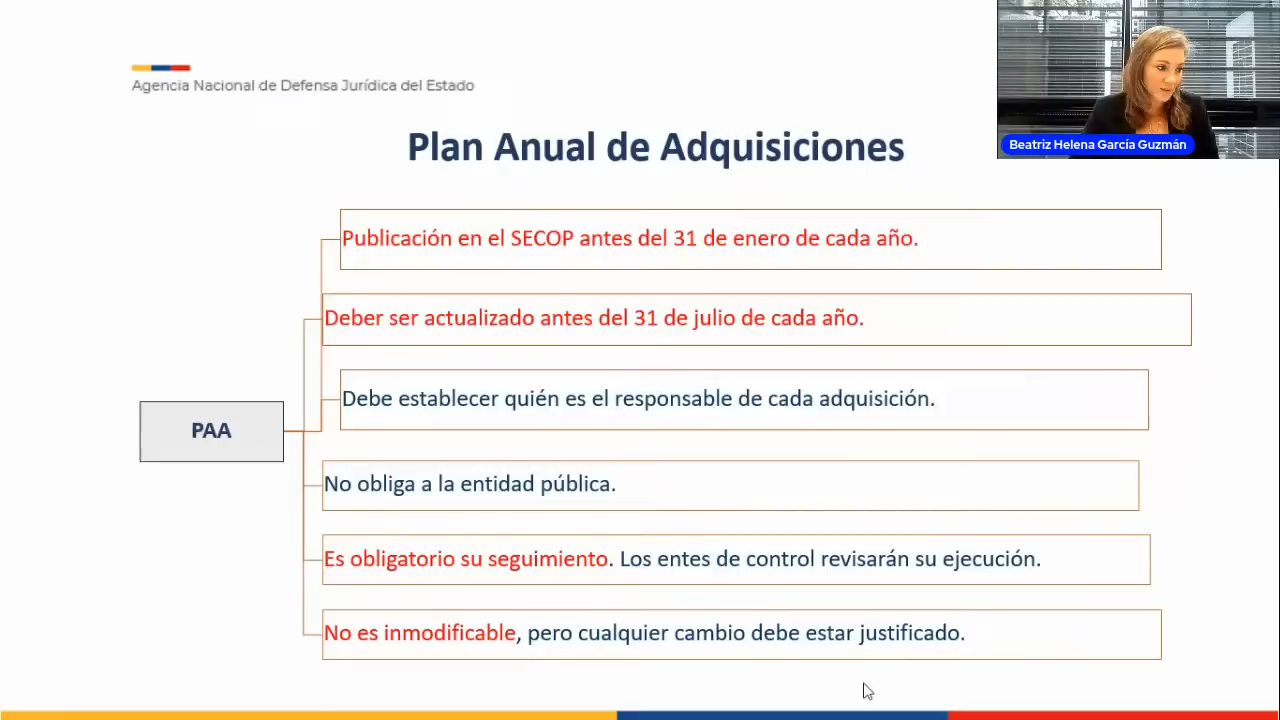 Agencia Nacional de Defensa Jurídica del Estado
Beatriz Helena García Guzmán
Plan Anual de Adquisiciones
Publicación en el SECOP antes del 31 de enero de cada año.
Deber ser actualizado antes del 31 de julio de cada año.
Debe establecer quién es el responsable de cada adquisición.
PAA
No obliga a la entidad pública.
Es obligatorio su seguimiento. Los entes de control revisarán su ejecución.
No es inmodificable, pero cualquier cambio debe estar justificado.